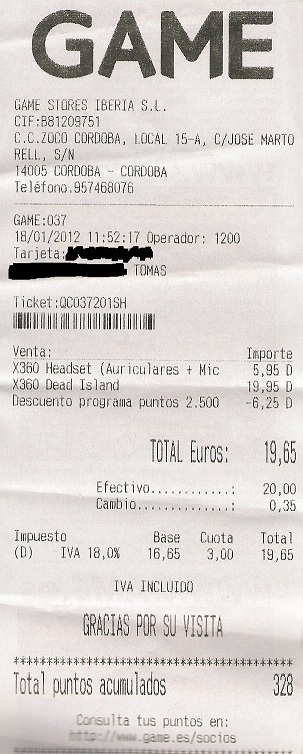 GAME
GAME STORES IBERIA S.L.
CIF:B81209751
C.C.ZOCO CORDOBA, LOCAL 15-A, C/JOSE MARTO
RELL, S/N
14005 CORDOBA - CORDOBA
Teléfono.957468076
GAME:037
18/01/2012 11:52:17 Operador: 1200
Tarjeta:
TOMAS
Ticket:QC037201SH
Venta: Importe
X360 Headset (Auriculares + Mic 5,95 D
X360 Dead Island 19,95 D
Descuento programa puntos 2.500 -6,25 D
TOTAL Euros: 19,65
Efectivo...........: 20,00
Cambio.............: 0,35
Impuesto Base Cuota Total
(D) IVA 18,0% 16,65 3,00 19,65
IVA INCLUIDO
GRACIAS POR SU VISITA
******************************************
Total puntos acumulados 328
Consulta tus puntos en:
http://www.game.es/socios